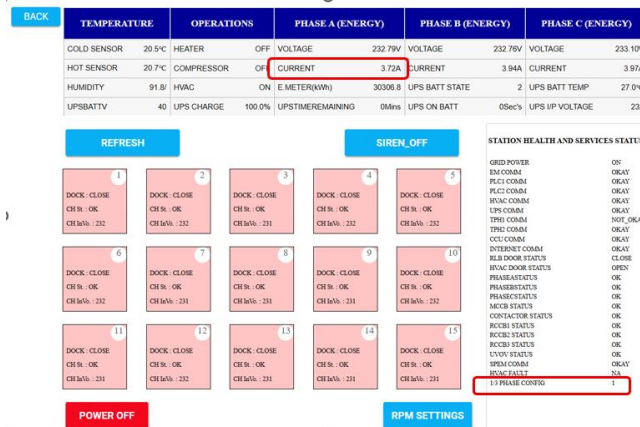 BACK
TEMPERATURE OPERATIONS PHASE A (ENERGY) PHASE B (ENERGY) PHASE C (ENERGY)
COLD SENSOR 20.5°C HEATER OFF VOLTAGE 232.79V VOLTAGE 232.76V VOLTAGE 233.10V
HOT SENSOR 20.7°C COMPRESSOR OFF CURRENT 3.72A CURRENT 3.94A CURRENT 3.97A
HUMIDITY 91.8/ HVAC ON E.METER(kWh) 30306.8 UPS BATT STATE 2 UPS BATT TEMP 27.0°
UPSBATTV 40 UPS CHARGE 100.0% UPSTIMEREMAINING 0Mins UPS ON BATT 0Sec's UPS I/P VOLTAGE 23
REFRESH SIREN_OFF
1 2 3 4 5
DOCK : CLOSE DOCK : CLOSE DOCK : CLOSE DOCK : CLOSE DOCK : CLOSE
CH St. : OK CH St. : OK CH St. : OK CH St. : OK CH St. : OK
CH InVo. : 232 CH InVo. : 232 CH InVo. : 231 CH InVo. : 231 CH InVo. : 232
6 7 8 9 10
DOCK : CLOSE DOCK : CLOSE DOCK : CLOSE DOCK : CLOSE DOCK : CLOSE
CH St. : OK CH St. : OK CH St. : OK CH St. : OK CH St. : OK
CH InVo. : 232 CH InVo. : 231 CH InVo. : 231 CH InVo. : 231 CH InVo. : 232
11 12 13 14 15
DOCK : CLOSE DOCK : CLOSE DOCK : CLOSE DOCK : CLOSE DOCK : CLOSE
CH St. : OK CH St. : OK CH St. : OK CH St. : OK CH St. : OK
CH InVo. : 231 CH InVo. : 232 CH InVo. : 231 CH InVo. : 231 CH InVo. : 231
POWER OFF RPM SETTINGS
STATION HEALTH AND SERVICES STATUS
GRID POWER ON
EM COMM OKAY
PLC1 COMM OKAY
PLC2 COMM OKAY
HVAC COMM OKAY
UPS COMM OKAY
TPH1 COMM NOT_OKA
TPH2 COMM OKAY
CCU COMM OKAY
INTERNET COMM OKAY
RLB DOOR STATUS CLOSE
HVAC DOOR STATUS OPEN
PHASEASTATUS OK
PHASEBSTATUS OK
PHASECSTATUS OK
MCCB STATUS OK
CONTACTOR STATUS OK
RCCB1 STATUS OK
RCCB2 STATUS OK
RCCB3 STATUS OK
UVOV STATUS OK
SPEM COMM OKAY
HVAC FAULT NA
1/3 PHASE CONFIG 1